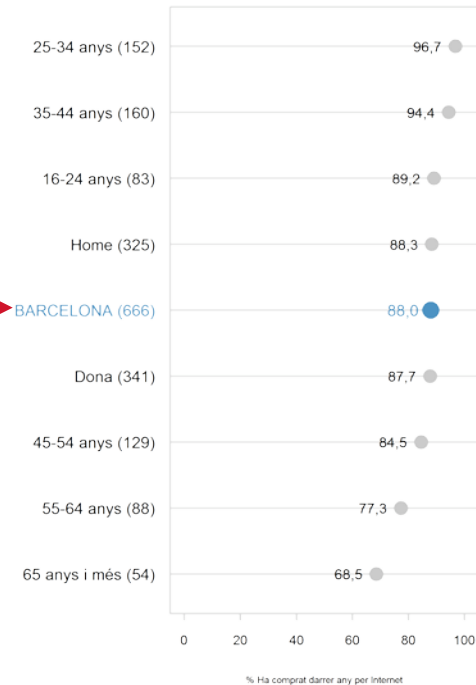 25-34 anys (152) 96,7
35-44 anys (160) 94,4
16-24 anys (83) 89,2
Home (325) 88,3
BARCELONA (666) 88,0
Dona (341) 87,7
45-54 anys (129) 84,5
55-64 anys (88) 77,3
65 anys i més (54) 68,5
0 20 40 60 80 100
% Ha comprat darrer any per Internet